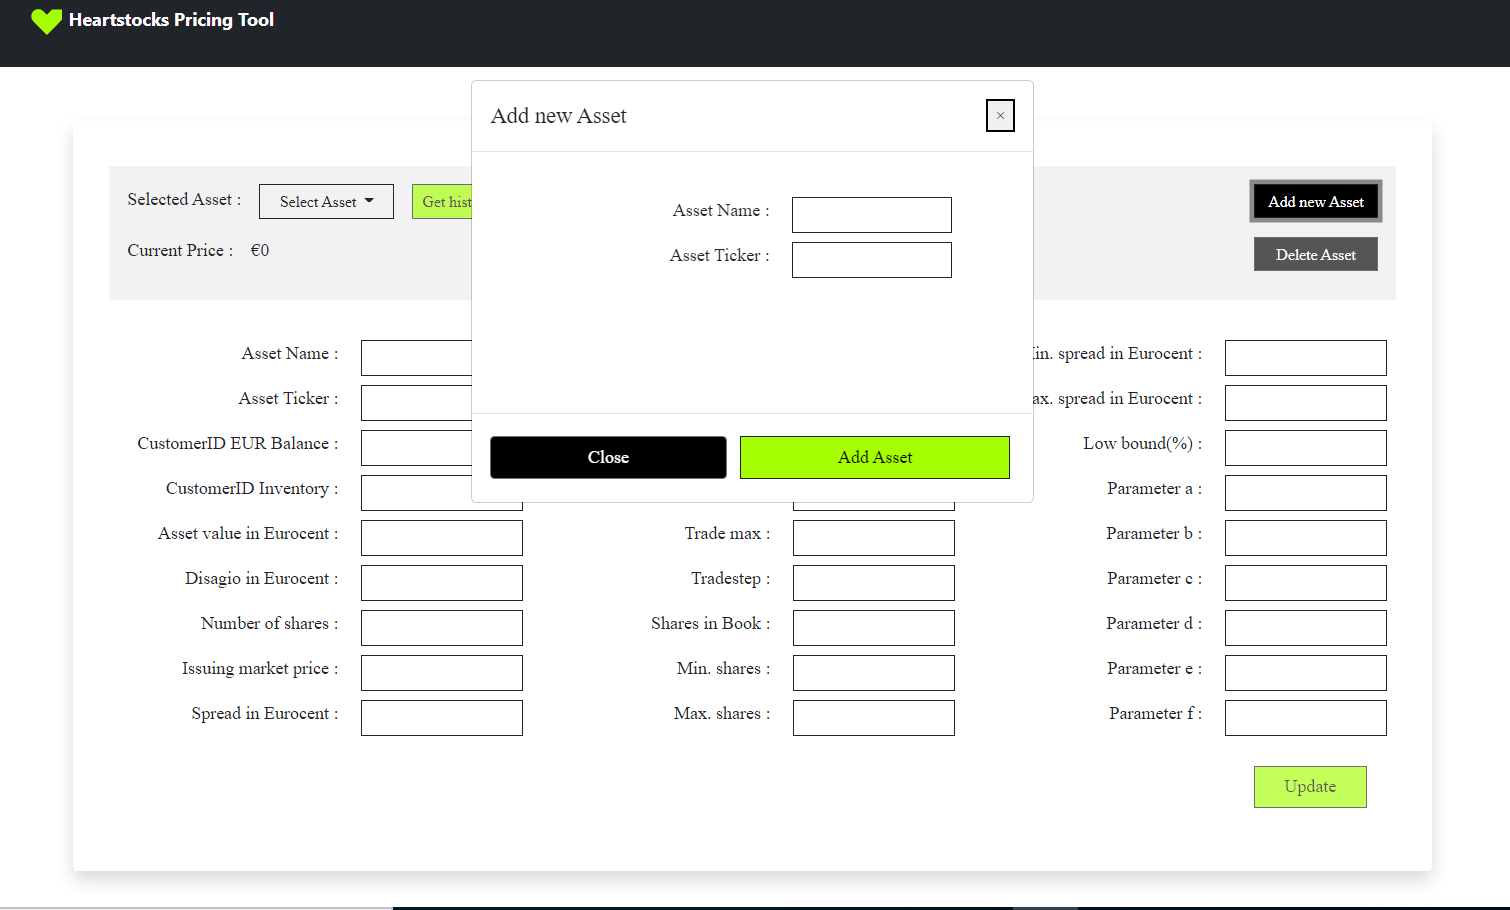 Heartstocks Pricing Tool
Add new Asset
×
Selected Asset :
Select Asset
Get hist
Add new Asset
Current Price :
€0
Delete Asset
Asset Name :
Asset Ticker :
Close
Add Asset
Asset Name :
Asset Ticker :
CustomerID EUR Balance :
CustomerID Inventory :
Asset value in Eurocent :
Disagio in Eurocent :
Number of shares :
Issuing market price :
Spread in Eurocent :
Trade max :
Tradestep :
Shares in Book :
Min. shares :
Max. shares :
in. spread in Eurocent :
ax. spread in Eurocent :
Low bound(%) :
Parameter a :
Parameter b :
Parameter c :
Parameter d :
Parameter e :
Parameter f :
Update